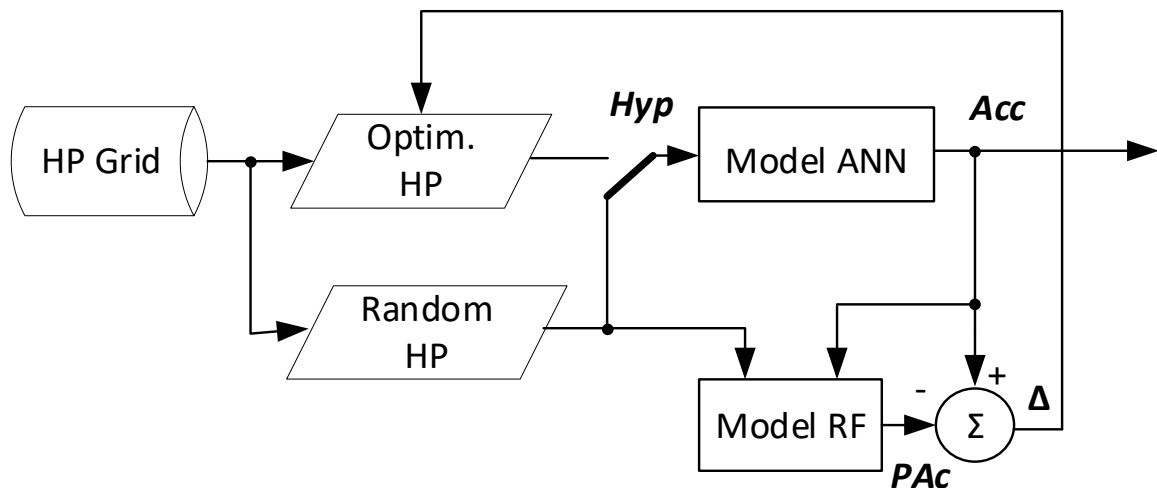 HP Grid
Optim.
HP
Hyp
Model ANN
Acc
Random
HP
Model RF
-
+
Σ
Δ
PAc